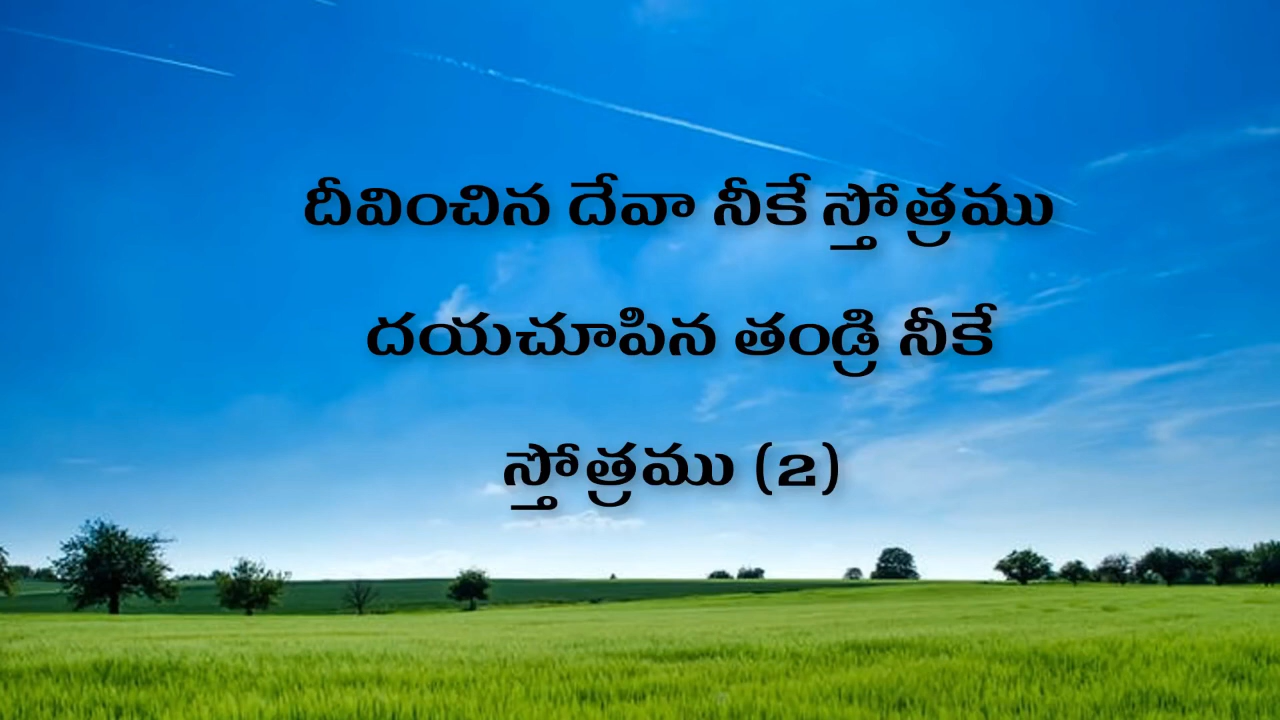 దీవించిన దేవా నీకే స్తోత్రము
దయచూపిన తండ్రి నీకే
స్తోత్రము (2)